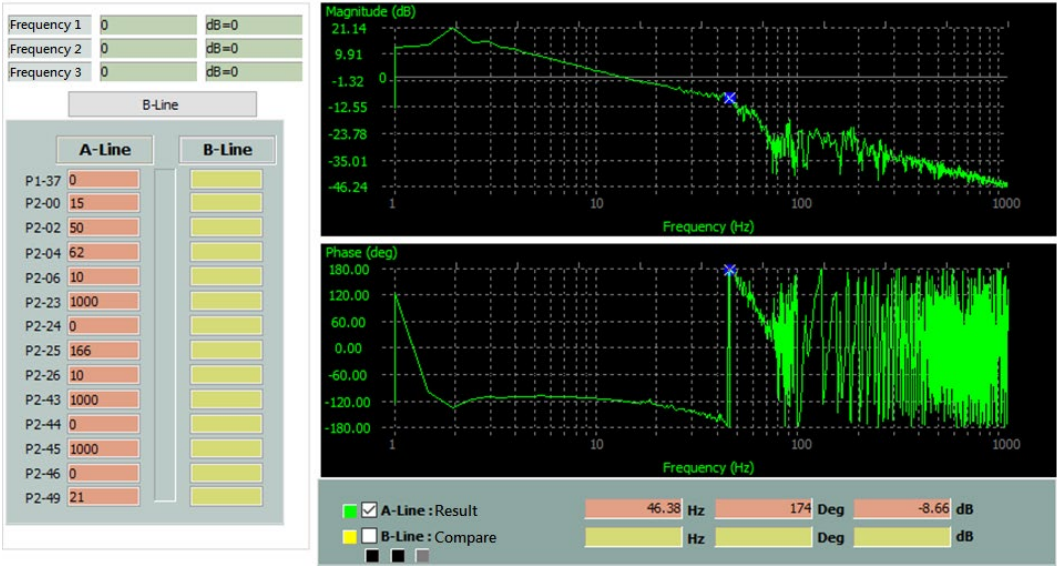 Frequency 1 0 dB=0
Frequency 2 0 dB=0
Frequency 3 0 dB=0
B-Line
A-Line B-Line
P1-37 0
P2-00 15
P2-02 50
P2-04 62
P2-06 10
P2-23 1000
P2-24 0
P2-25 166
P2-26 10
P2-43 1000
P2-44 0
P2-45 1000
P2-46 0
P2-49 21
Magnitude (dB)
21.14
9.91
0
-1.32
-12.55
-23.78
-35.01
-46.24
1 10 100 1000
Frequency (Hz)
Phase (deg)
180.00
120.00
60.00
0.00
-60.00
-120.00
-180.00
1 10 100 1000
Frequency (Hz)
A-Line : Result 46.38 Hz 174 Deg -8.66 dB
B-Line : Compare Hz Deg dB